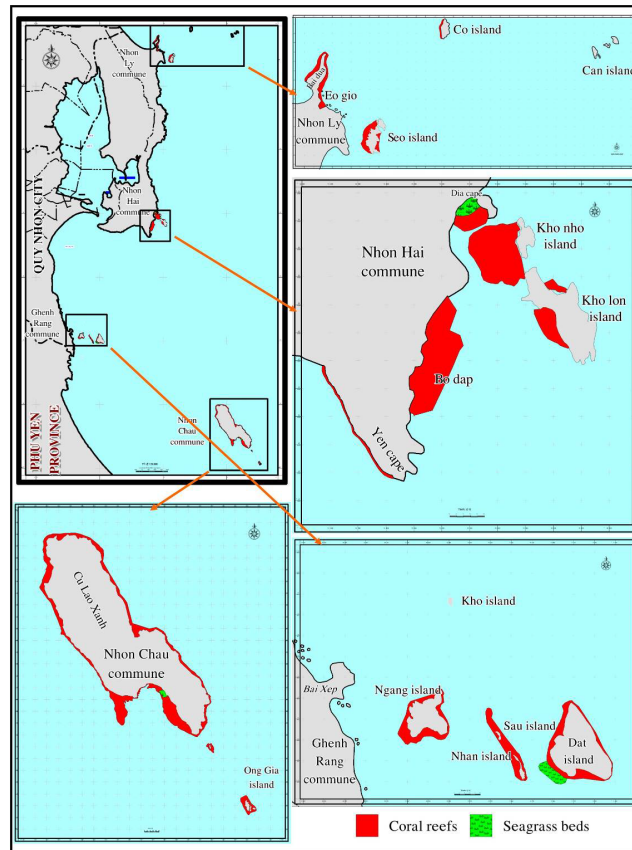 Nhon Ly
commune
QUY NHON CITY
Nhon
Hai
commune
Ghenh
Rang
commune
PHU YEN
PROVINCE
Nhon
Chau
commune
Co island
Can island
Bai dua
Eo gio
Nhon Ly
commune
Seo island
Dia cape
Nhon Hai
commune
Kho nho
island
Kho lon
island
Bo dap
Yen cape
Cu Lao Xanh
Nhon Chau
commune
Ong Gia
island
Kho island
Bai Xep
Ngang island
Ghenh
Rang
commune
Sau island
Nhan island
Dat
island
Coral reefs
Seagrass beds